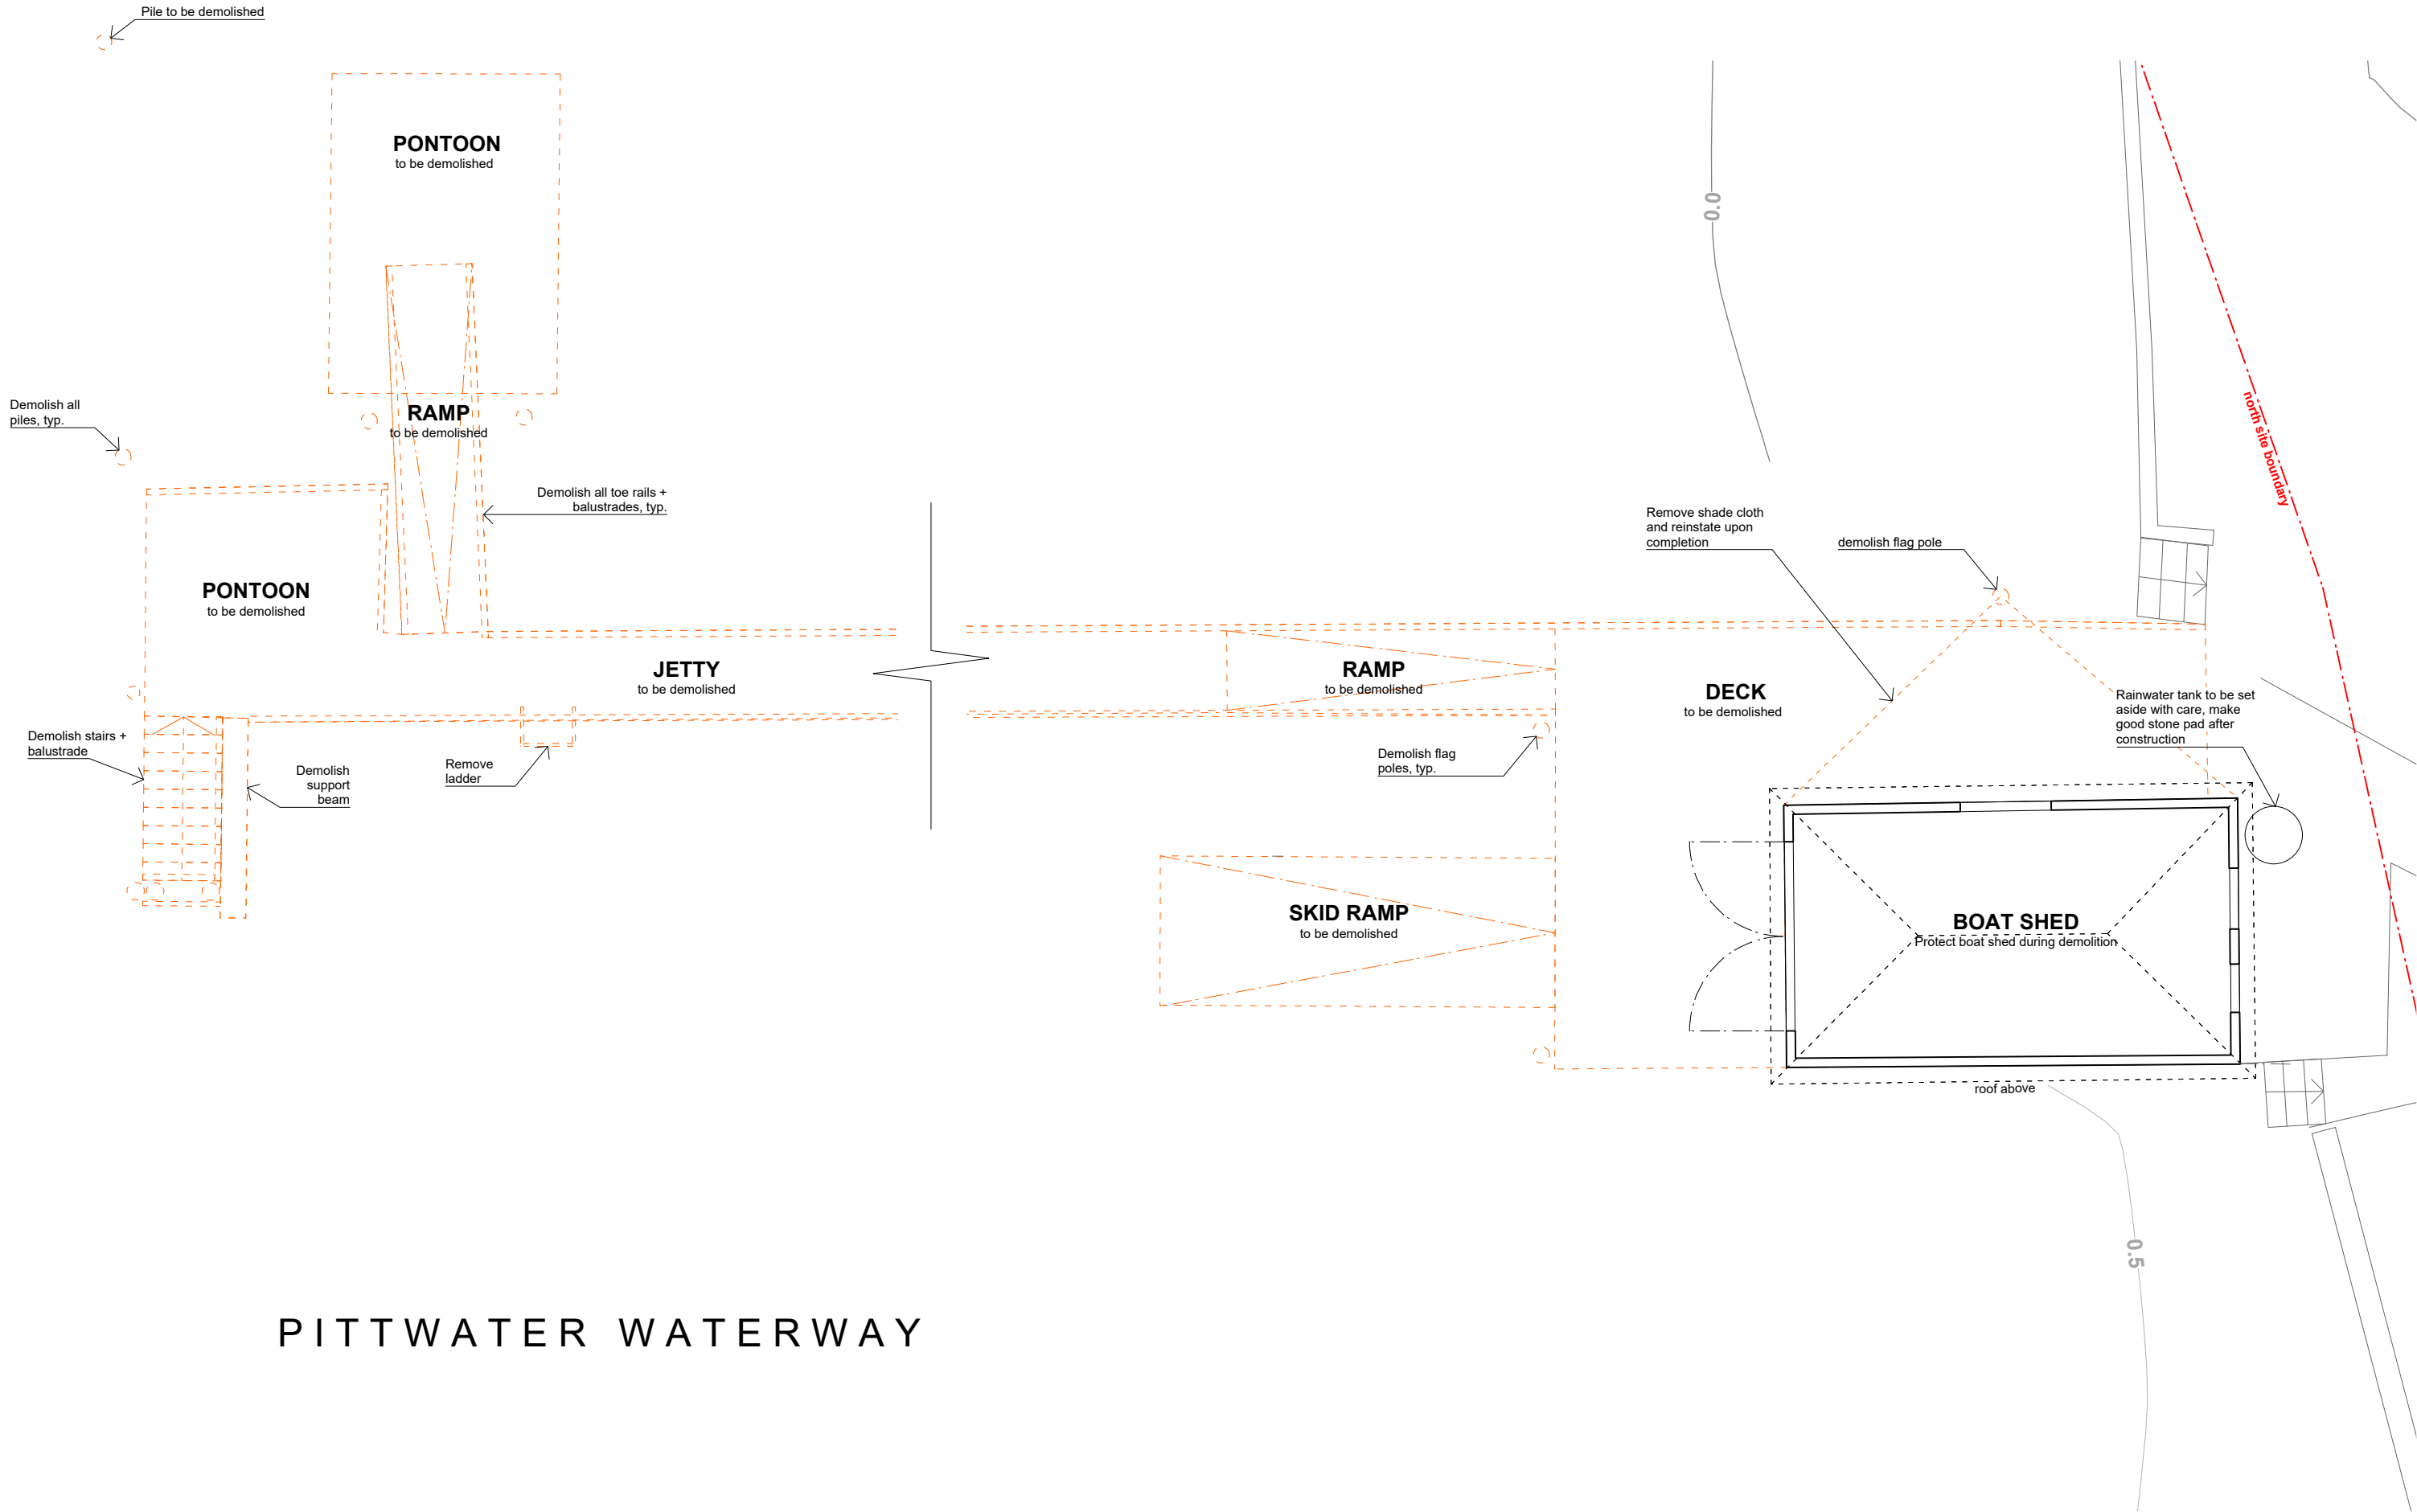 Pile to be demolished
PONTOON
to be demolished
0.0
Demolish all
piles, typ.
RAMP
to be demolished
north site boundary
Demolish all toe rails +
balustrades, typ.
Remove shade cloth
and reinstate upon
completion
demolish flag pole
PONTOON
to be demolished
JETTY
to be demolished
RAMP
to be demolished
DECK
to be demolished
Rainwater tank to be set
aside with care, make
good stone pad after
construction
Demolish stairs +
balustrade
Demolish
support
beam
Remove
ladder
Demolish flag
poles, typ.
SKID RAMP
to be demolished
BOAT SHED
Protect boat shed during demolition
roof above
0.5
PITTWATER WATERWAY